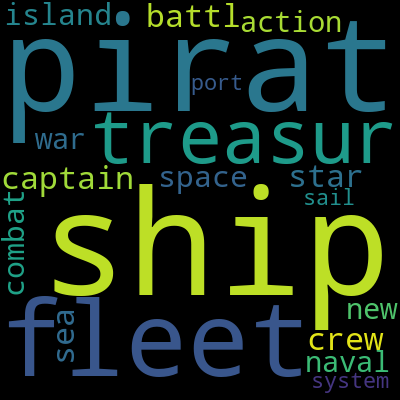 island
battl
action
pirat
port
war
treasur
captain
space
star
sail
combat
ship
sea
fleet
new
crew
naval
system